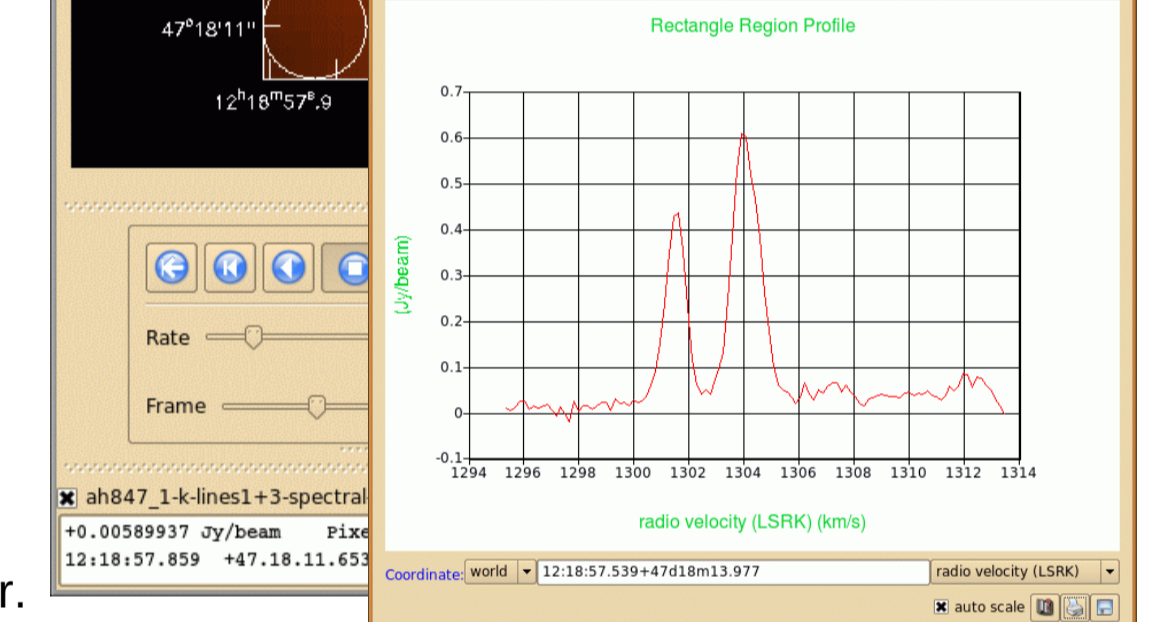 47°18'11"
12h18m57s.9
Rectangle Region Profile
0.7
0.6
0.5
0.4
0.3
0.2
0.1
0
-0.1
(Jy/beam)
1294 1296 1298 1300 1302 1304 1306 1308 1310 1312 1314
radio velocity (LSRK) (km/s)
Rate
Frame
ah847_1-k-lines1+3-spectral
+0.00589937 Jy/beam Pixe
12:18:57.859 +47.18.11.653
Coordinate: world 12:18:57.539+47d18m13.977 radio velocity (LSRK)
auto scale
r.